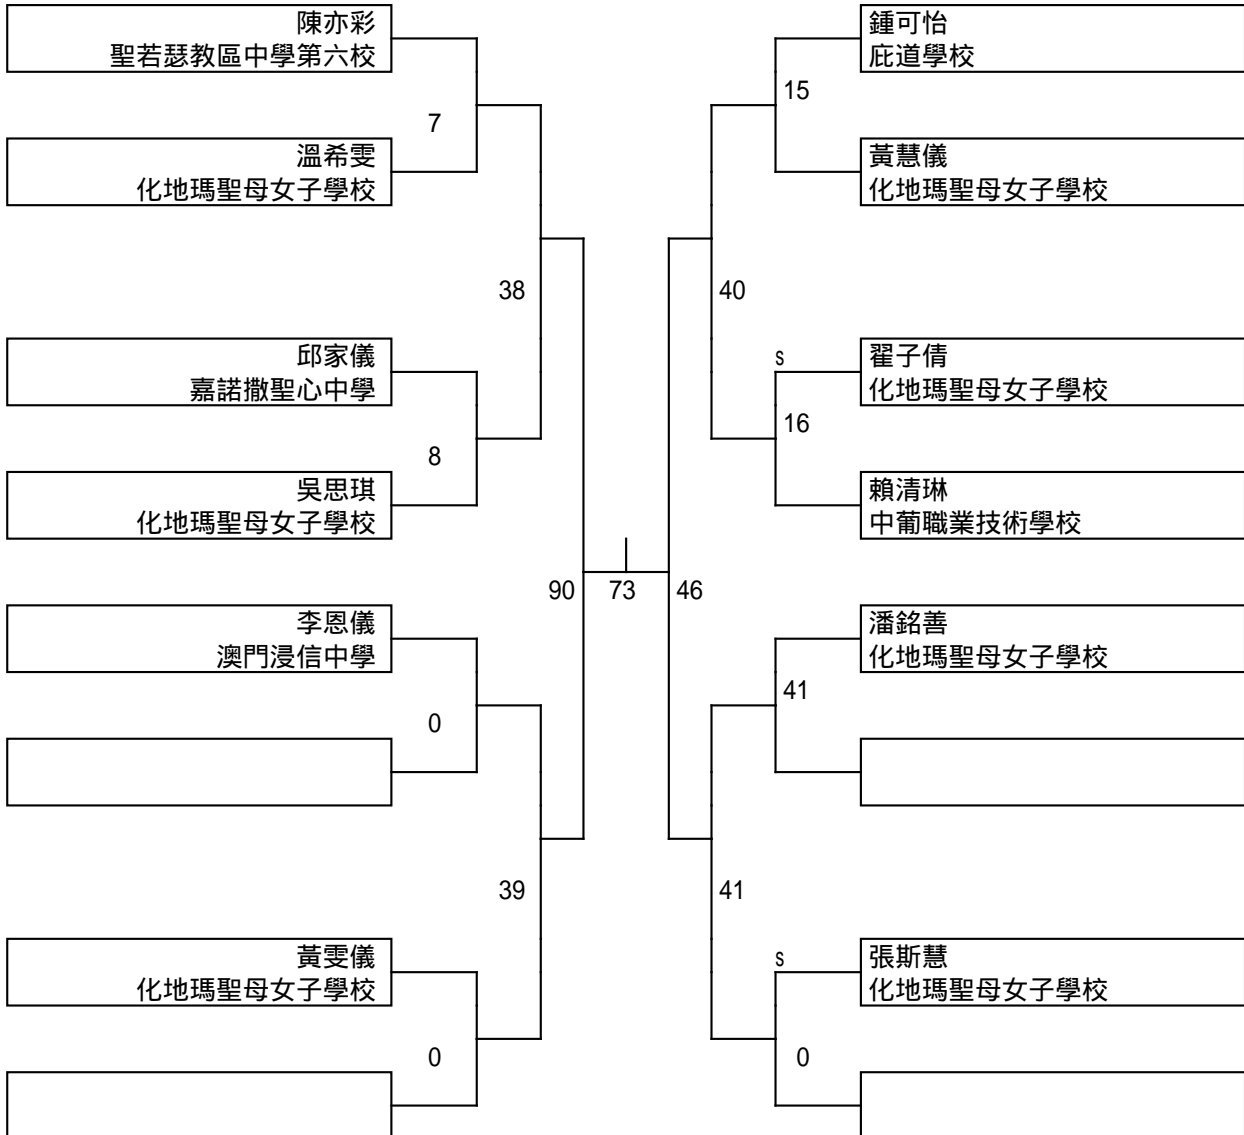 陳亦彩
聖若瑟教區中學第六校
7
溫希雯
化地瑪聖母女子學校
38
邱家儀
嘉諾撒聖心中學
8
吳思琪
化地瑪聖母女子學校
90
73
46
李恩儀
澳門浸信中學
0
39
黃雯儀
化地瑪聖母女子學校
0
鍾可怡
庇道學校
15
黃慧儀
化地瑪聖母女子學校
40
s
翟子倩
化地瑪聖母女子學校
16
賴清琳
中葡職業技術學校
潘銘善
化地瑪聖母女子學校
41
41
s
張斯慧
化地瑪聖母女子學校
0